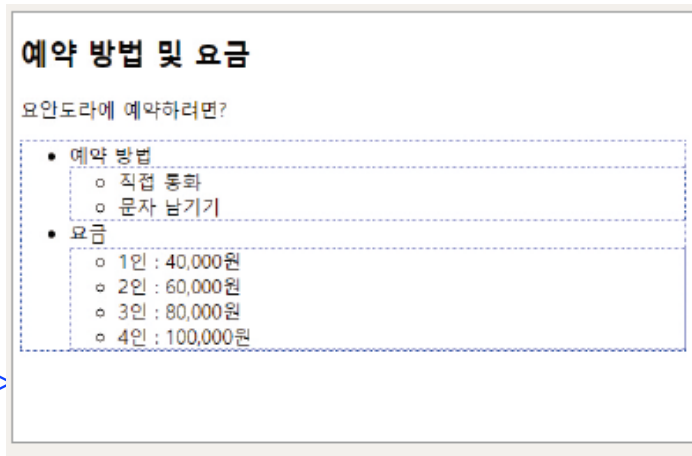 예약 방법 및 요금
요안도라에 예약하려면?
• 예약 방법
○ 직접 통화
○ 문자 남기기
• 요금
○ 1인 : 40,000원
○ 2인 : 60,000원
○ 3인 : 80,000원
○ 4인 : 100,000원
>